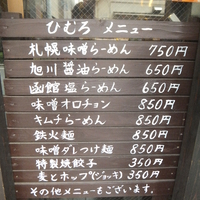 ひむろ メニュー
札幌味噌らーめん 750円
旭川醤油らーめん 650円
函館塩らーめん 650円
味噌オロチョン 850円
キムチらーめん 850円
鉄火麺 850円
味噌ダレつけ麺 850円
特製焼餃子 350円
麦とホップ(ジョッキ) 350円
その他メニューもございます。